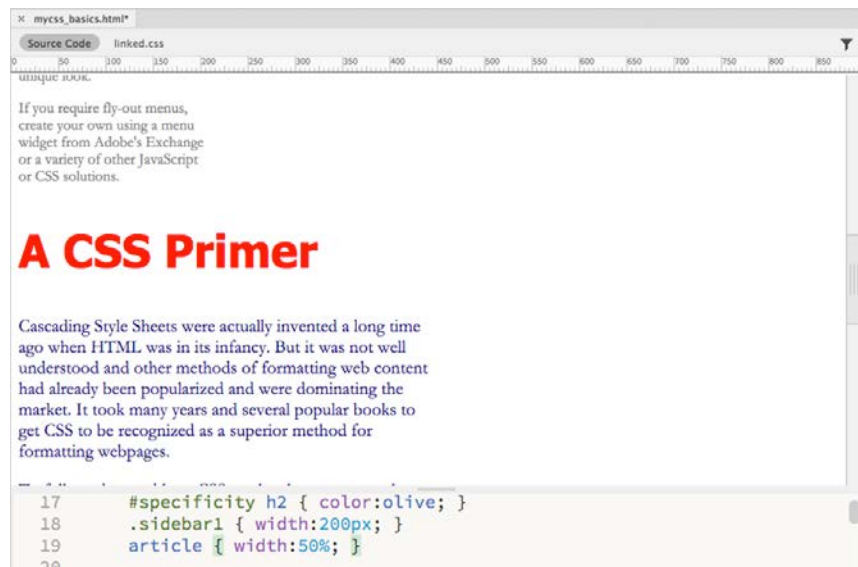 × mycss_basics.html*
Source Code linked.css
0 50 100 150 200 250 300 350 400 450 500 550 600 650 700 750 800 850
unique look.
If you require fly-out menus,
create your own using a menu
widget from Adobe's Exchange
or a variety of other JavaScript
or CSS solutions.
A CSS Primer
Cascading Style Sheets were actually invented a long time
ago when HTML was in its infancy. But it was not well
understood and other methods of formatting web content
had already been popularized and were dominating the
market. It took many years and several popular books to
get CSS to be recognized as a superior method for
formatting webpages.
17 #specificity h2 { color:olive; }
18 .sidebar1 { width:200px; }
19 article { width:50%; }
20